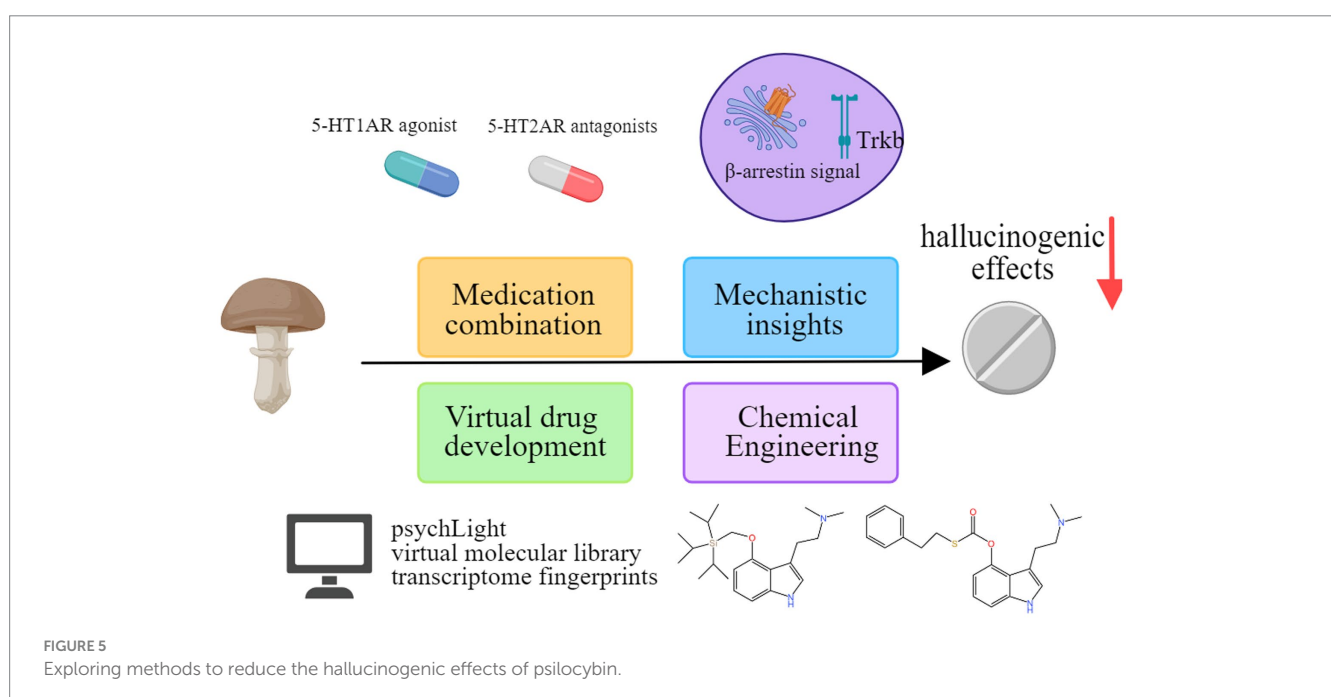 5-HT1AR agonist
5-HT2AR antagonists
Trkb
β-arrestin signal
hallucinogenic
effects
Medication
combination
Mechanistic
insights
Virtual drug
development
Chemical
Engineering
psychLight
virtual molecular library
transcriptome fingerprints
Si
O
N
N
H
O
S
O
N
N
H
FIGURE 5
Exploring methods to reduce the hallucinogenic effects of psilocybin.